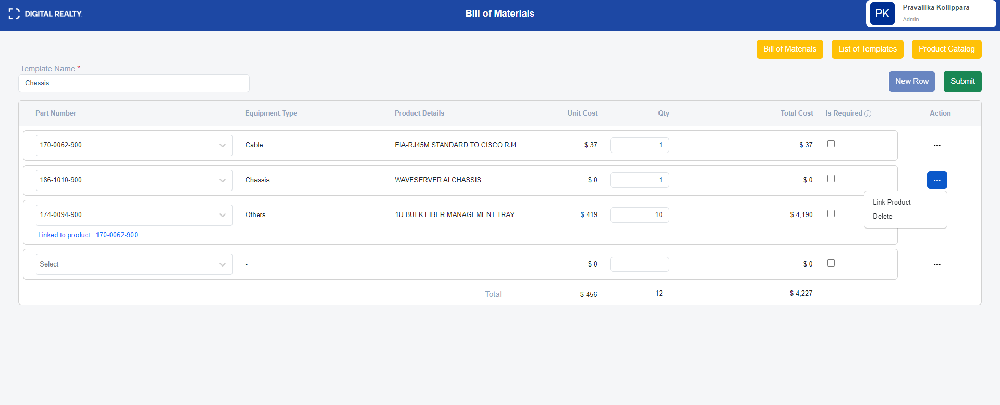 DIGITAL REALTY
Bill of Materials
PK
Pravallika Kollippara
Admin
Bill of Materials
List of Templates
Product Catalog
Template Name *
Chassis
New Row
Submit
Part Number Equipment Type Product Details Unit Cost Qty Total Cost Is Required Action
170-0062-900 Cable EIA-RJ45M STANDARD TO CISCO RJ4... $ 37 1 $ 37 ...
186-1010-900 Chassis WAVESERVER AI CHASSIS $ 0 1 $ 0 ...
Link Product
Delete
174-0094-900 Others 1U BULK FIBER MANAGEMENT TRAY $ 419 10 $ 4,190
Linked to product : 170-0062-900
Select - $ 0 $ 0 ...
Total $ 456 12 $ 4,227